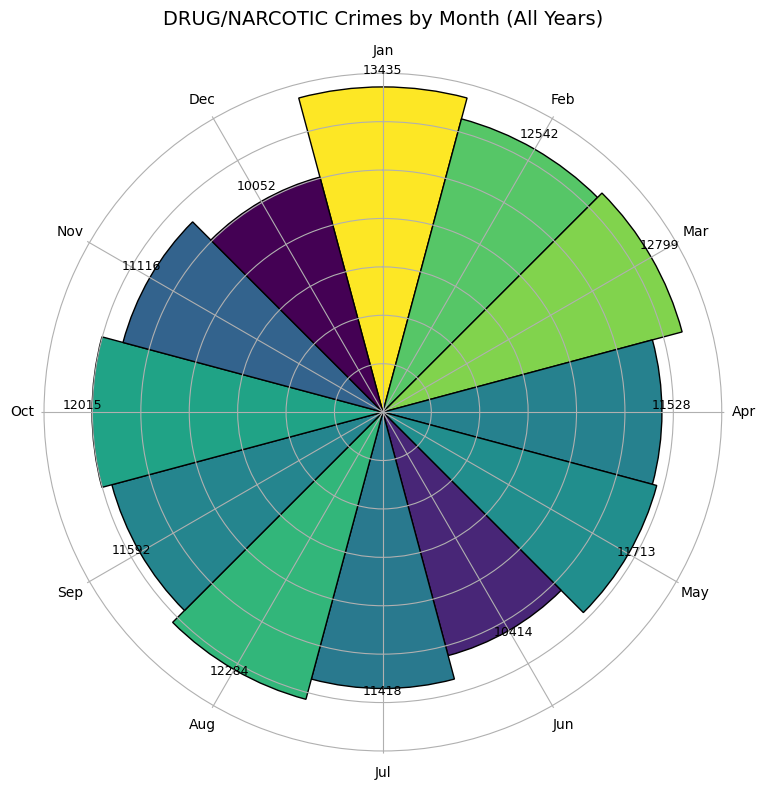 DRUG/NARCOTIC Crimes by Month (All Years)
Jan
13435
Dec
Feb
12542
10052
Nov
Mar
12799
11116
Oct
12015
11528
Apr
11592
11713
Sep
May
10414
12284
11418
Aug
Jun
Jul